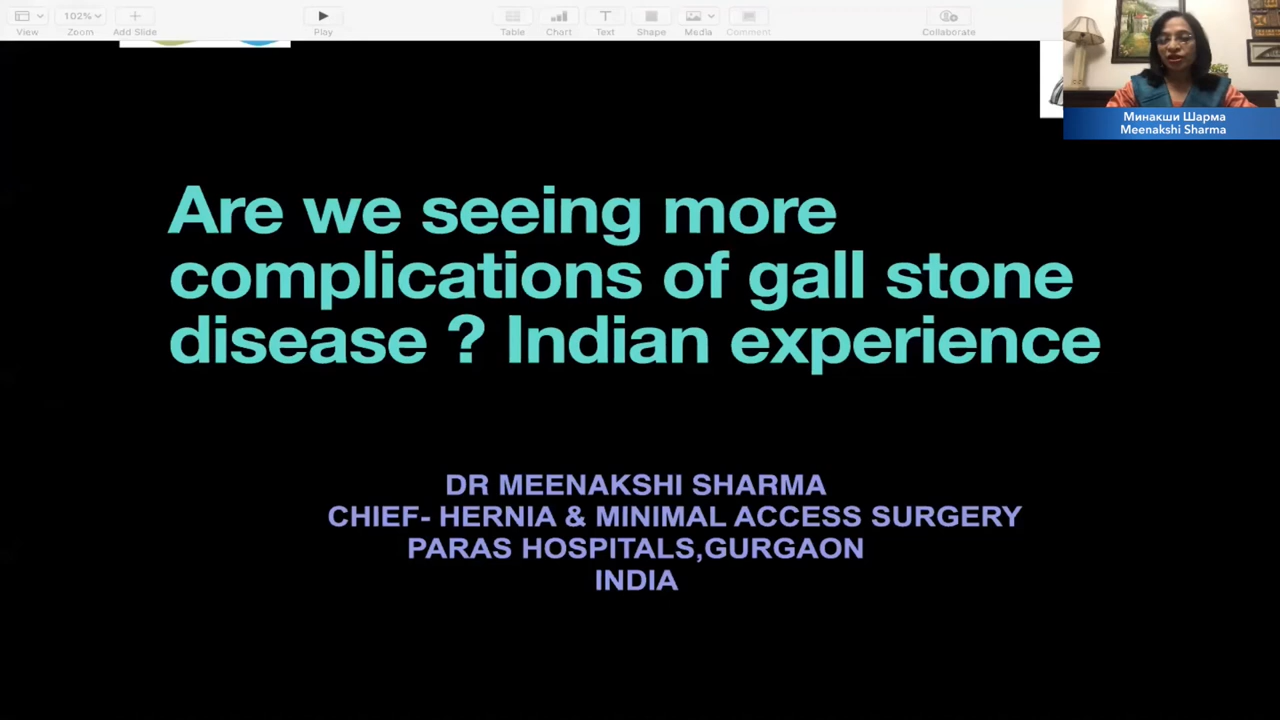 View
102%
Zoom
Add Slide
Play
Table
Chart
Text
Shape
Media
Comment
Collaborate
Минакши Шарма
Meenakshi Sharma
Are we seeing more
complications of gall stone
disease ? Indian experience
DR MEENAKSHI SHARMA
CHIEF- HERNIA & MINIMAL ACCESS SURGERY
PARAS HOSPITALS,GURGAON
INDIA